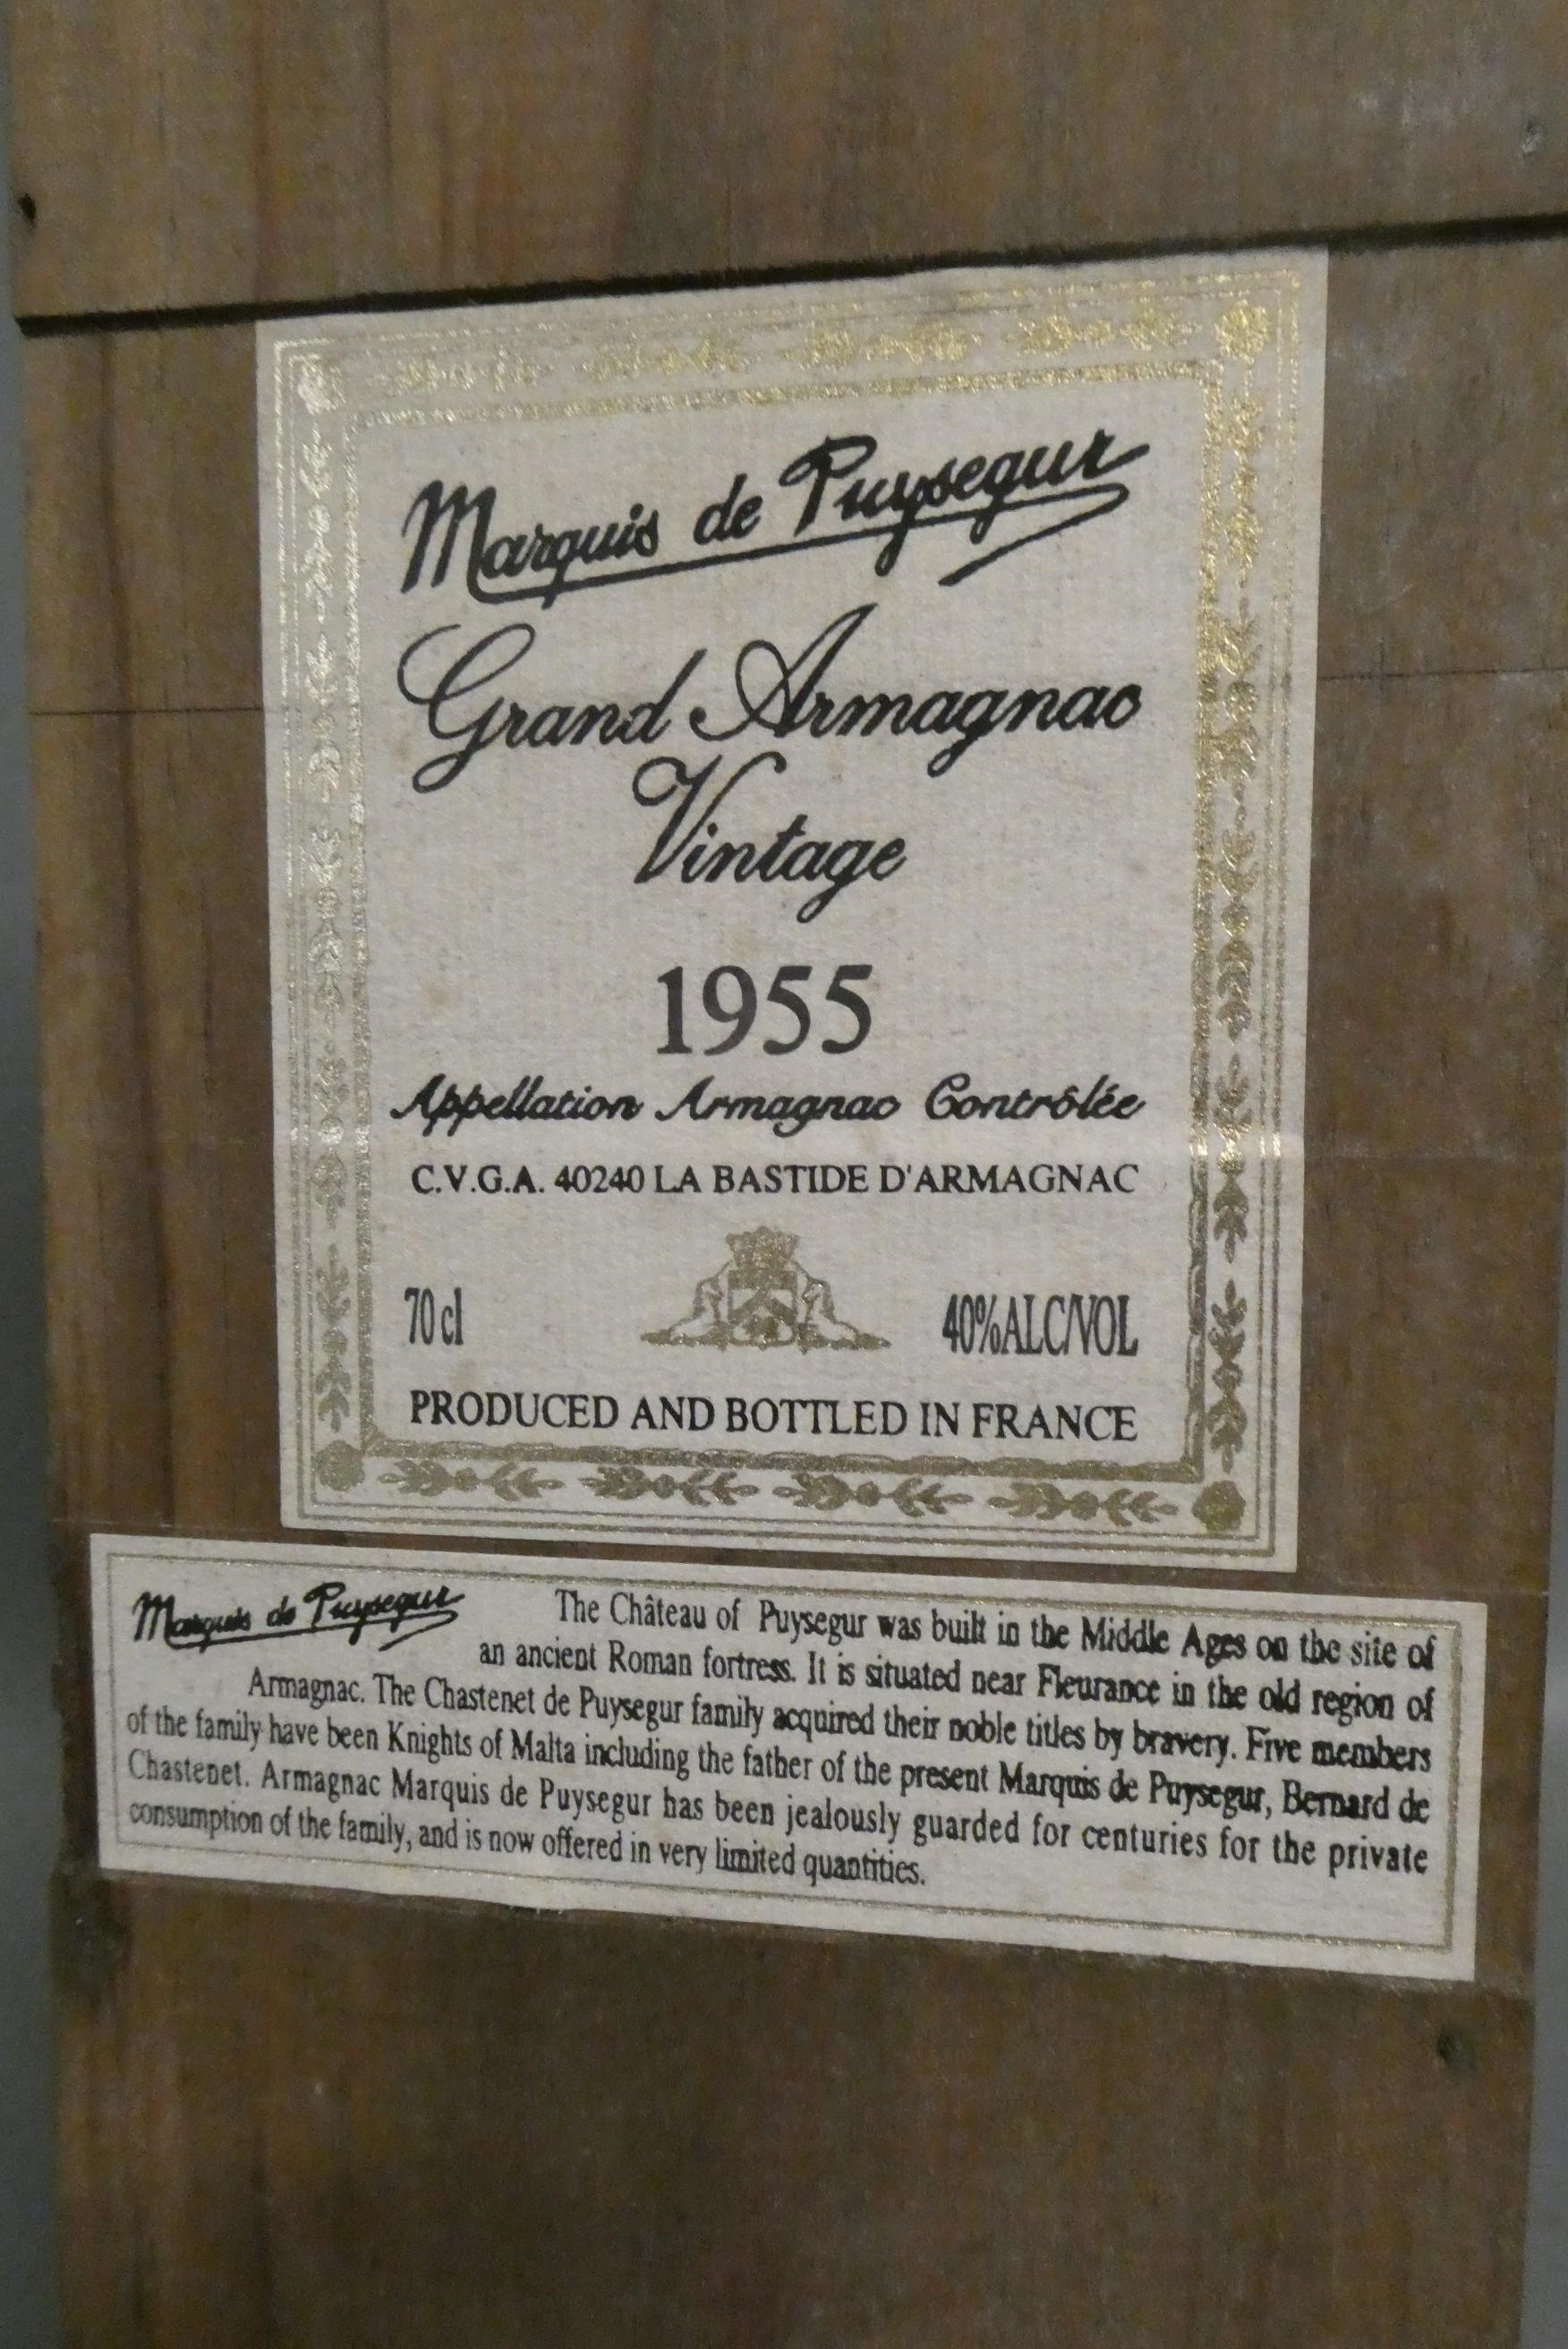 Marquis de Puysegur
Grand Armagnac
Vintage
1955
Appellation Armagnac Contrôlée
C.V.G.A. 40240 LA BASTIDE D'ARMAGNAC
70 cl 40%ALC/VOL
PRODUCED AND BOTTLED IN FRANCE
Marquis de Puysegur The Château of Puysegur was built in the Middle Ages on the site of
an ancient Roman fortress. It is situated near Fleurance in the old region of
Armagnac. The Chastenet de Puysegur family acquired their noble titles by bravery. Five members
of the family have been Knights of Malta including the father of the present Marquis de Puysegur, Bernard de
Chastenet. Armagnac Marquis de Puysegur has been jealously guarded for centuries for the private
consumption of the family, and is now offered in very limited quantities.